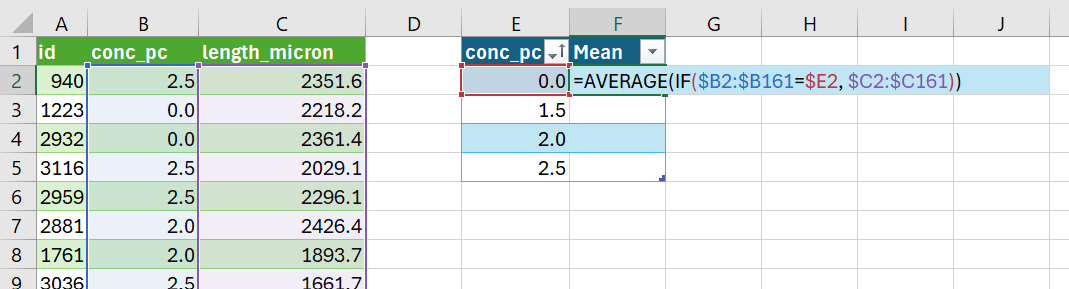 A B C D E F G H I J
1 id conc_pc length_micron conc_pc Mean
2 940 2.5 2351.6 0.0 =AVERAGE(IF($B2:$B161=$E2, $C2:$C161))
3 1223 0.0 2218.2 1.5
4 2932 0.0 2361.4 2.0
5 3116 2.5 2029.1 2.5
6 2959 2.5 2296.1
7 2881 2.0 2426.4
8 1761 2.0 1893.7
9 3036 2.5 1661.7